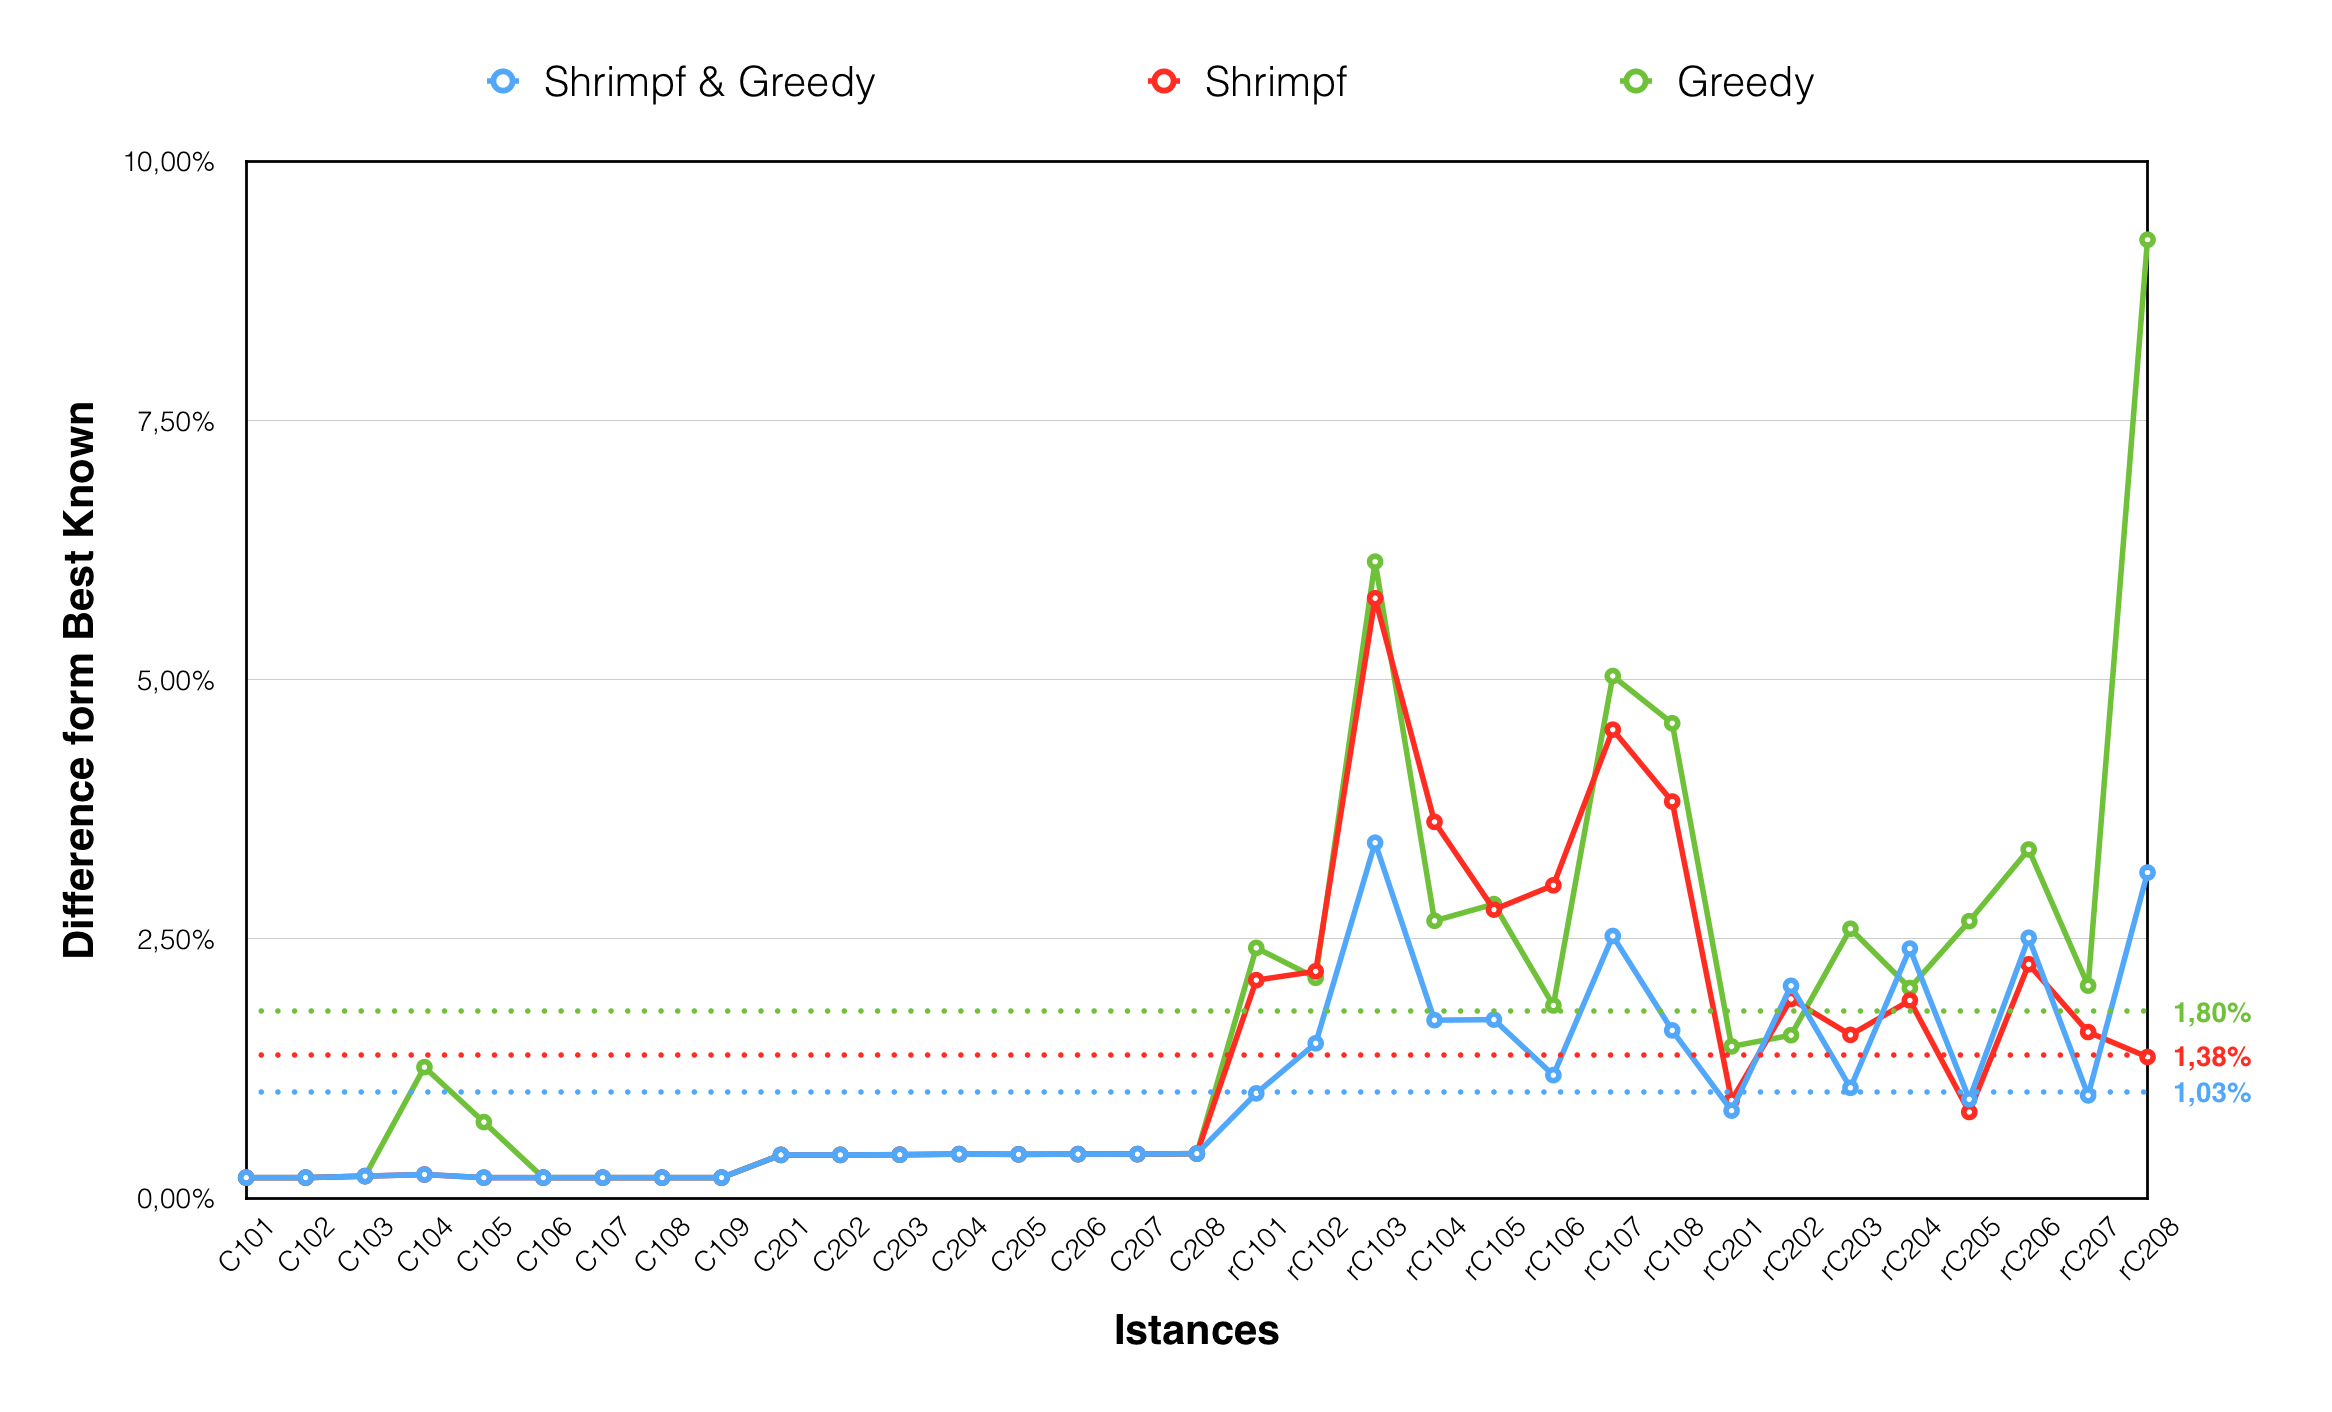 Shrimpf & Greedy Shrimpf Greedy
10,00%
7,50%
5,00%
2,50%
0,00%
Difference form Best Known
1,80%
1,38%
1,03%
C101 C102 C103 C104 C105 C106 C107 C108 C109 C201 C202 C203 C204 C205 C206 C207 C208 rC101 rC102 rC103 rC104 rC105 rC106 rC107 rC108 rC201 rC202 rC203 rC204 rC205 rC206 rC207 rC208
Istances